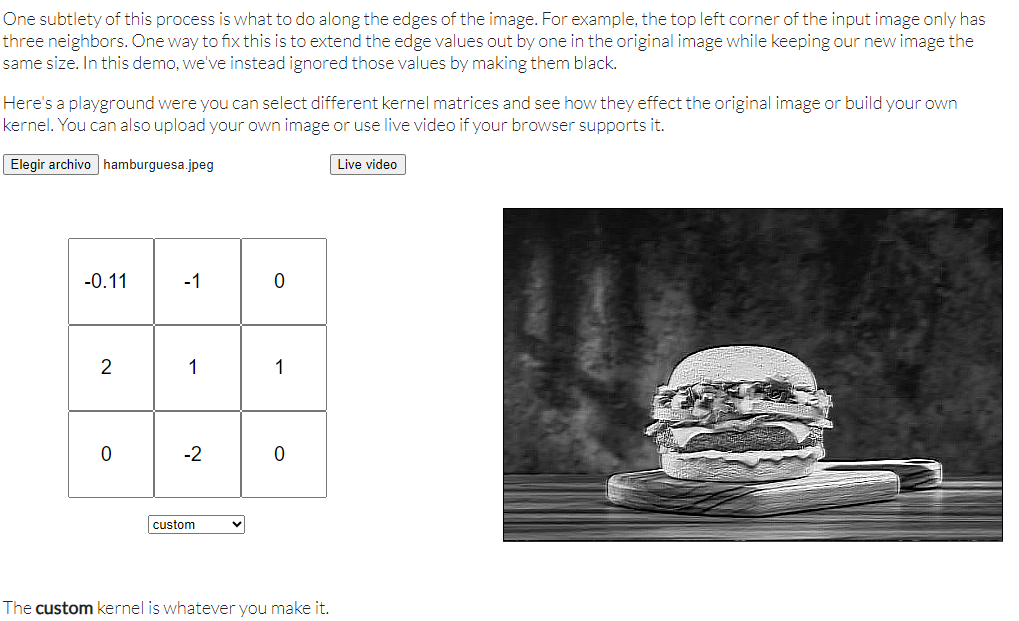 One subtlety of this process is what to do along the edges of the image. For example, the top left corner of the input image only has
three neighbors. One way to fix this is to extend the edge values out by one in the original image while keeping our new image the
same size. In this demo, we've instead ignored those values by making them black.
Here's a playground were you can select different kernel matrices and see how they effect the original image or build your own
kernel. You can also upload your own image or use live video if your browser supports it.
Elegir archivo hamburguesa.jpeg Live video
-0.11 -1 0
2 1 1
0 -2 0
custom
The custom kernel is whatever you make it.